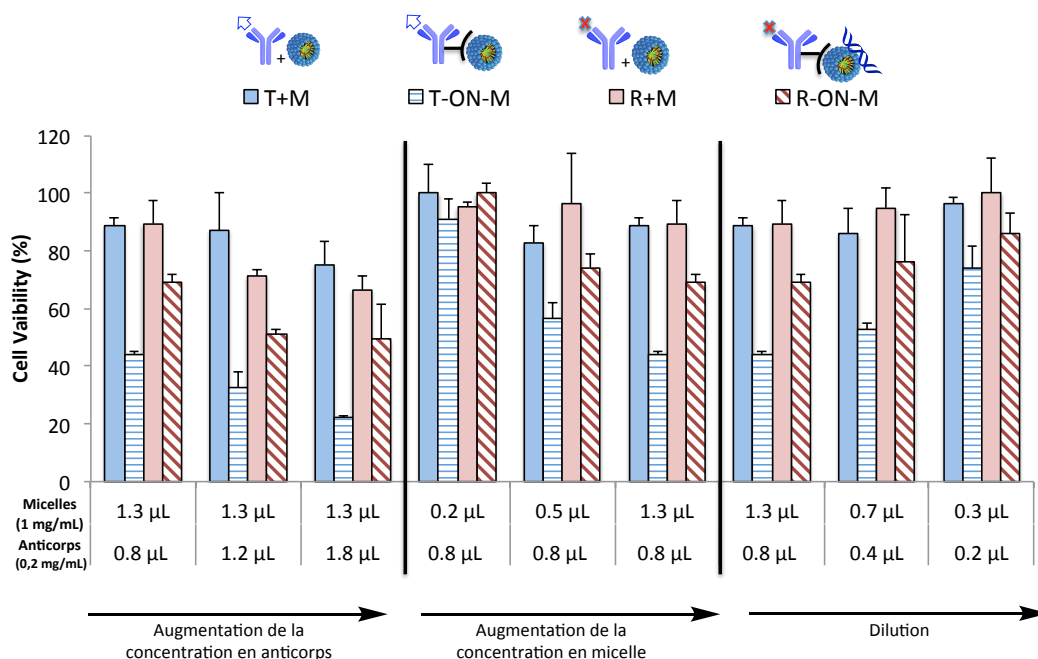 T+M T-ON-M R+M R-ON-M
+ +
Cell Vaibility (%)
120
100
80
60
40
20
0
Micelles (1 mg/mL) 1.3 µL 1.3 µL 1.3 µL 0.2 µL 0.5 µL 1.3 µL 1.3 µL 0.7 µL 0.3 µL
Anticorps (0,2 mg/mL) 0.8 µL 1.2 µL 1.8 µL 0.8 µL 0.8 µL 0.8 µL 0.8 µL 0.4 µL 0.2 µL
Augmentation de la
concentration en anticorps
Augmentation de la
concentration en micelle
Dilution